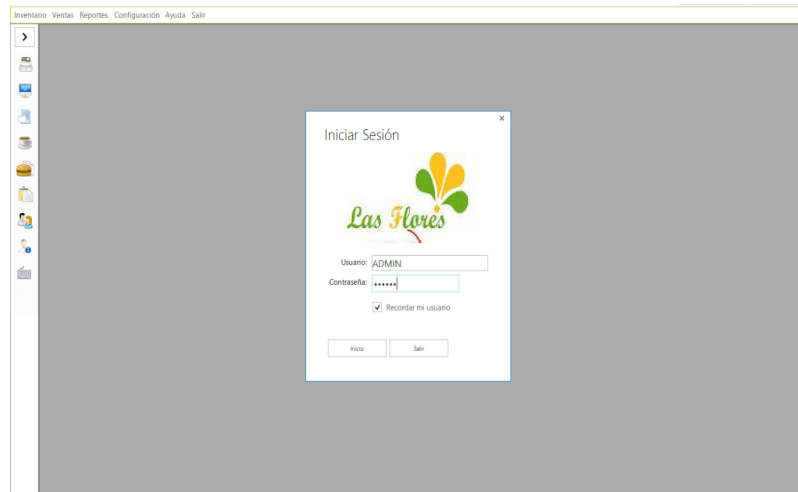 Inventario Ventas Reportes Configuración Ayuda Salir
Iniciar Sesión
Las Flores
Usuario: ADMIN
Contraseña: ••••••
Recordar mi usuario
Inicio Salir